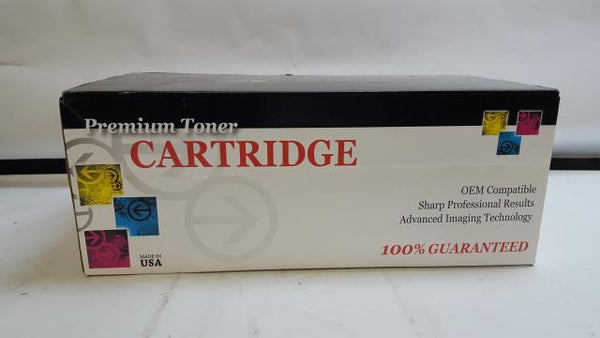 Premium Toner
CARTRIDGE
OEM Compatible
Sharp Professional Results
Advanced Imaging Technology
100% GUARANTEED
MADE IN
USA